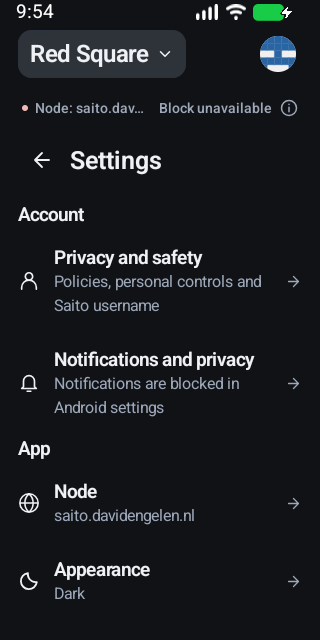 9:54
Red Square
Node: saito.dav... Block unavailable
Settings
Account
Privacy and safety
Policies, personal controls and
Saito username
Notifications and privacy
Notifications are blocked in
Android settings
App
Node
saito.davidengelen.nl
Appearance
Dark